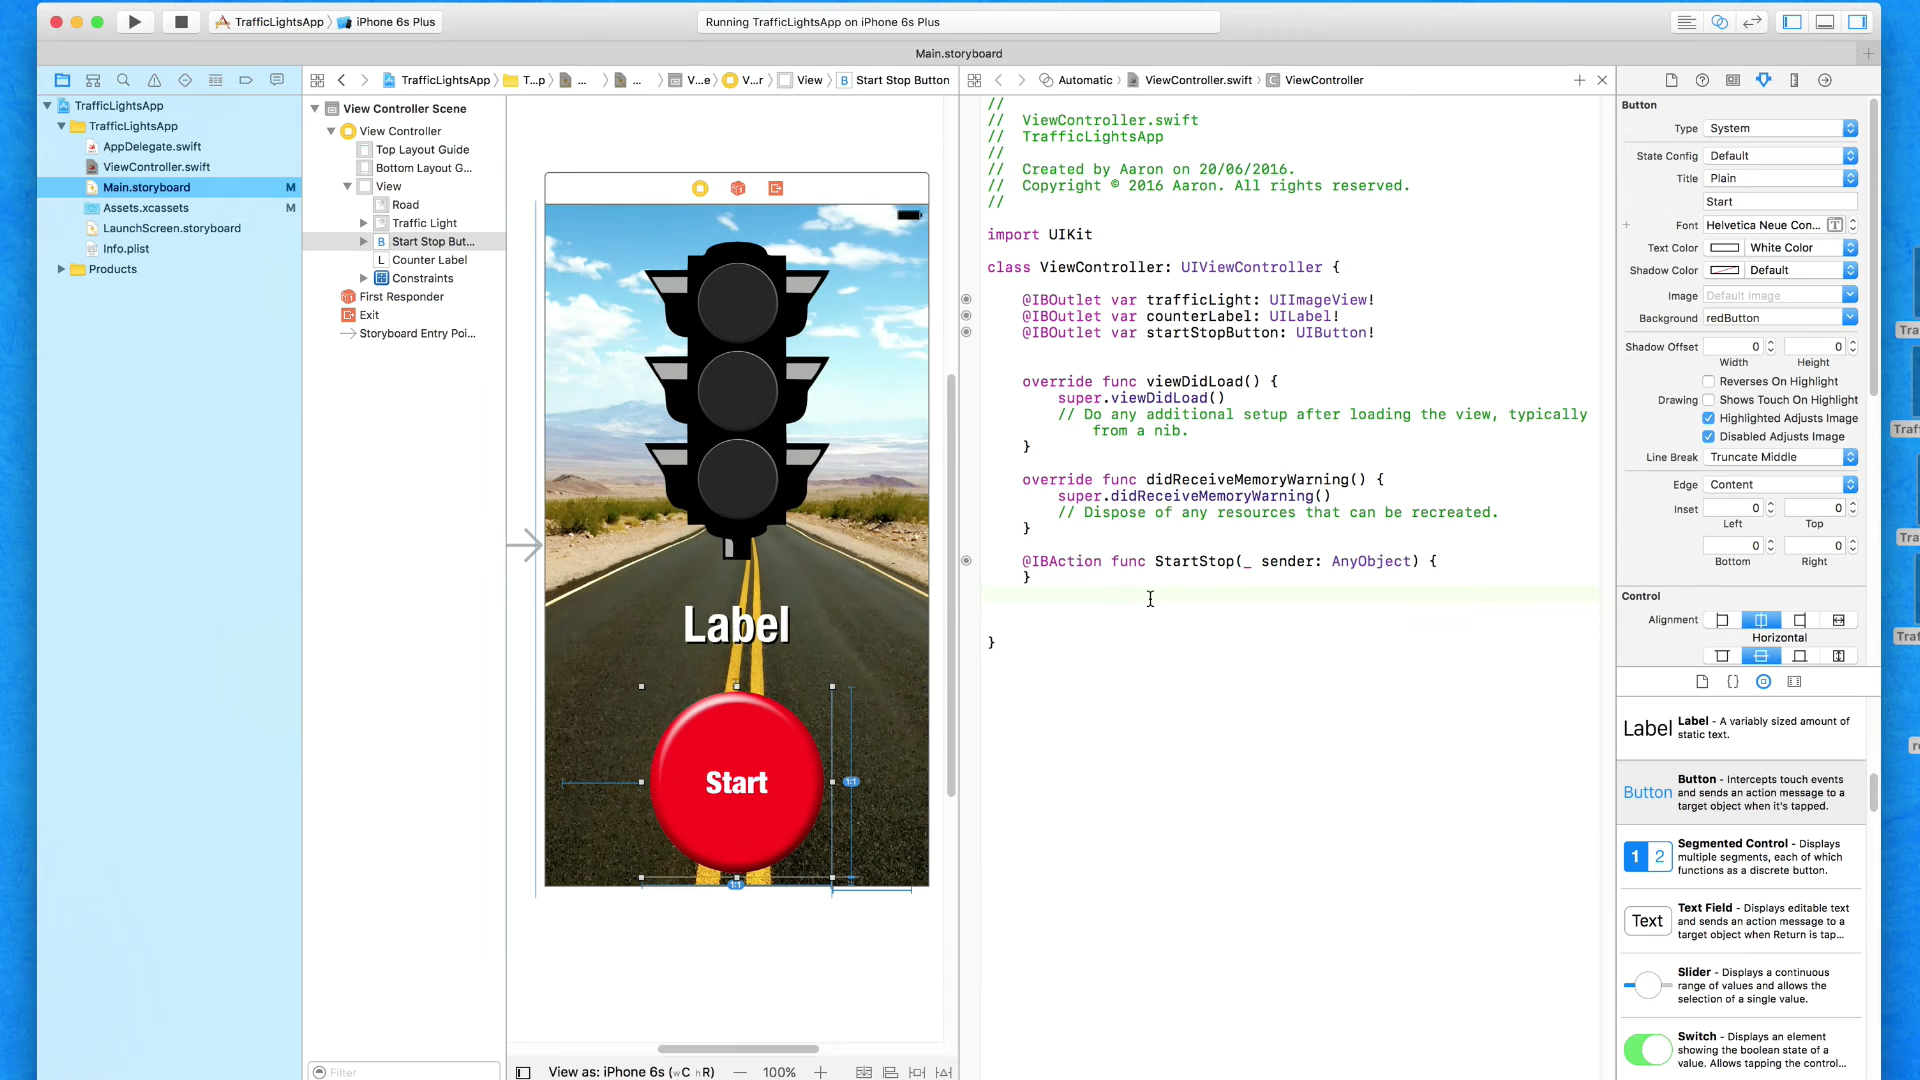 TrafficLightsApp
iPhone 6s Plus
Running TrafficLightsApp on iPhone 6s Plus
Main.storyboard
TrafficLightsApp
T...p
...
...
V...e
V...r
View
B
Start Stop Button
Automatic
ViewController.swift
ViewController
TrafficLightsApp
TrafficLightsApp
AppDelegate.swift
ViewController.swift
Main.storyboard
M
Assets.xcassets
M
LaunchScreen.storyboard
Info.plist
Products
View Controller Scene
View Controller
Top Layout Guide
Bottom Layout G...
View
Road
Traffic Light
B
Start Stop But...
L
Counter Label
Constraints
First Responder
Exit
Storyboard Entry Poi...
Filter
Label
Start
1:1
1:1
View as: iPhone 6s (wC hR)
100%
//
// ViewController.swift
// TrafficLightsApp
//
// Created by Aaron on 20/06/2016.
// Copyright © 2016 Aaron. All rights reserved.
//
import UIKit
class ViewController: UIViewController {
@IBOutlet var trafficLight: UIImageView!
@IBOutlet var counterLabel: UILabel!
@IBOutlet var startStopButton: UIButton!
override func viewDidLoad() {
super.viewDidLoad()
// Do any additional setup after loading the view, typically
from a nib.
}
override func didReceiveMemoryWarning() {
super.didReceiveMemoryWarning()
// Dispose of any resources that can be recreated.
}
@IBAction func StartStop(_ sender: AnyObject) {
}
}
Button
Type
System
State Config
Default
Title
Plain
Start
Font
Helvetica Neue Con...
T
Text Color
White Color
Shadow Color
Default
Image
Default Image
Background
redButton
Shadow Offset
0
0
Width
Height
Reverses On Highlight
Drawing
Shows Touch On Highlight
Highlighted Adjusts Image
Disabled Adjusts Image
Line Break
Truncate Middle
Edge
Content
Inset
0
0
Left
Top
0
0
Bottom
Right
Control
Alignment
Horizontal
Label
Label - A variably sized amount of
static text.
Button
Button - Intercepts touch events
and sends an action message to a
target object when it's tapped.
1 2
Segmented Control - Displays
multiple segments, each of which
functions as a discrete button.
Text
Text Field - Displays editable text
and sends an action message to a
target object when Return is tap...
Slider - Displays a continuous
range of values and allows the
selection of a single value.
Switch - Displays an element
showing the boolean state of a
value. Allows tapping the control...